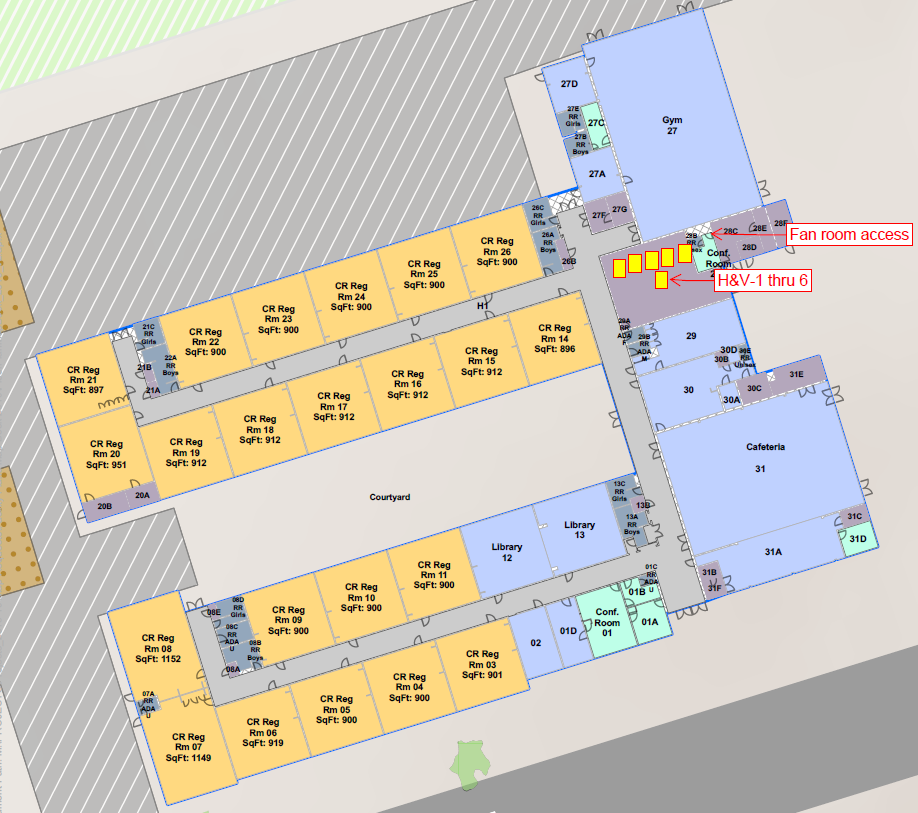 27D
27E
RR
Girls
27C
27B
RR
Boys
Gym
27
27A
27F
27G
26C
RR
Girls
26A
RR
Boys
26B
28B
RR
28C
28E
28F
28D
Conf.
Room
Fan room access
H&V-1 thru 6
CR Reg
Rm 26
SqFt: 900
CR Reg
Rm 25
SqFt: 900
CR Reg
Rm 24
SqFt: 900
CR Reg
Rm 23
SqFt: 900
CR Reg
Rm 22
SqFt: 900
H1
21C
RR
Girls
22A
RR
Boys
21B
21A
CR Reg
Rm 21
SqFt: 897
CR Reg
Rm 14
SqFt: 896
CR Reg
Rm 15
SqFt: 912
CR Reg
Rm 16
SqFt: 912
CR Reg
Rm 17
SqFt: 912
CR Reg
Rm 18
SqFt: 912
CR Reg
Rm 19
SqFt: 912
CR Reg
Rm 20
SqFt: 951
20A
20B
29A
RR
ADA
F
29B
RR
ADA
M
29
30D
30B
30E
RR
Unisex
30
30A
30C
31E
Cafeteria
31
31C
31D
31A
31B
31F
Courtyard
13C
RR
Girls
13B
13A
RR
Boys
Library
13
Library
12
CR Reg
Rm 11
SqFt: 900
CR Reg
Rm 10
SqFt: 900
CR Reg
Rm 09
SqFt: 900
08D
RR
Girls
08E
08C
RR
ADA
U
08B
RR
Boys
08A
CR Reg
Rm 08
SqFt: 1152
07A
RR
ADA
U
CR Reg
Rm 07
SqFt: 1149
CR Reg
Rm 06
SqFt: 919
CR Reg
Rm 05
SqFt: 900
CR Reg
Rm 04
SqFt: 900
CR Reg
Rm 03
SqFt: 901
02
01D
Conf.
Room
01
01C
RR
ADA
U
01B
01A